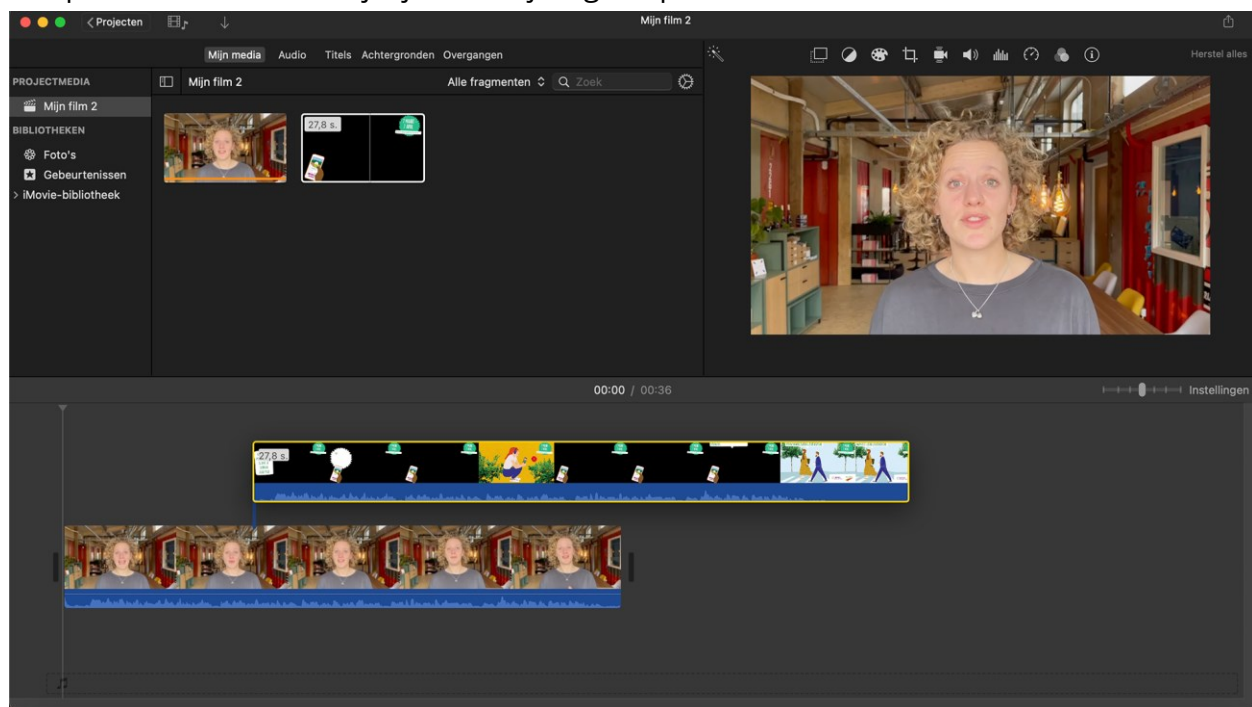 Projecten
Mijn film 2
Mijn media Audio Titels Achtergronden Overgangen
Herstel alles
PROJECTMEDIA
Mijn film 2
Alle fragmenten
Zoek
Mijn film 2
BIBLIOTHEKEN
Foto's
Gebeurtenissen
iMovie-bibliotheek
27,8 s.
00:00 / 00:36
Instellingen
27,8 s.